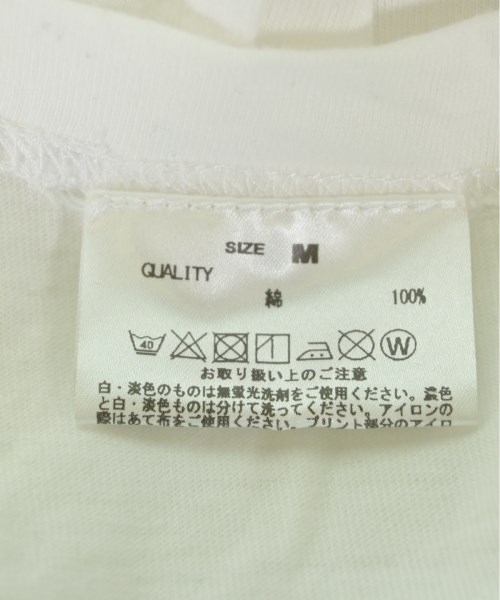 SIZE M
QUALITY
綿 100%
40 W
お取り扱い上のご注意
白・淡色のものは無蛍光洗剤をご使用ください。濃色
と白・淡色ものは分けて洗ってください。アイロンの
際はあて布をご使用ください。プリント部分のアイロ